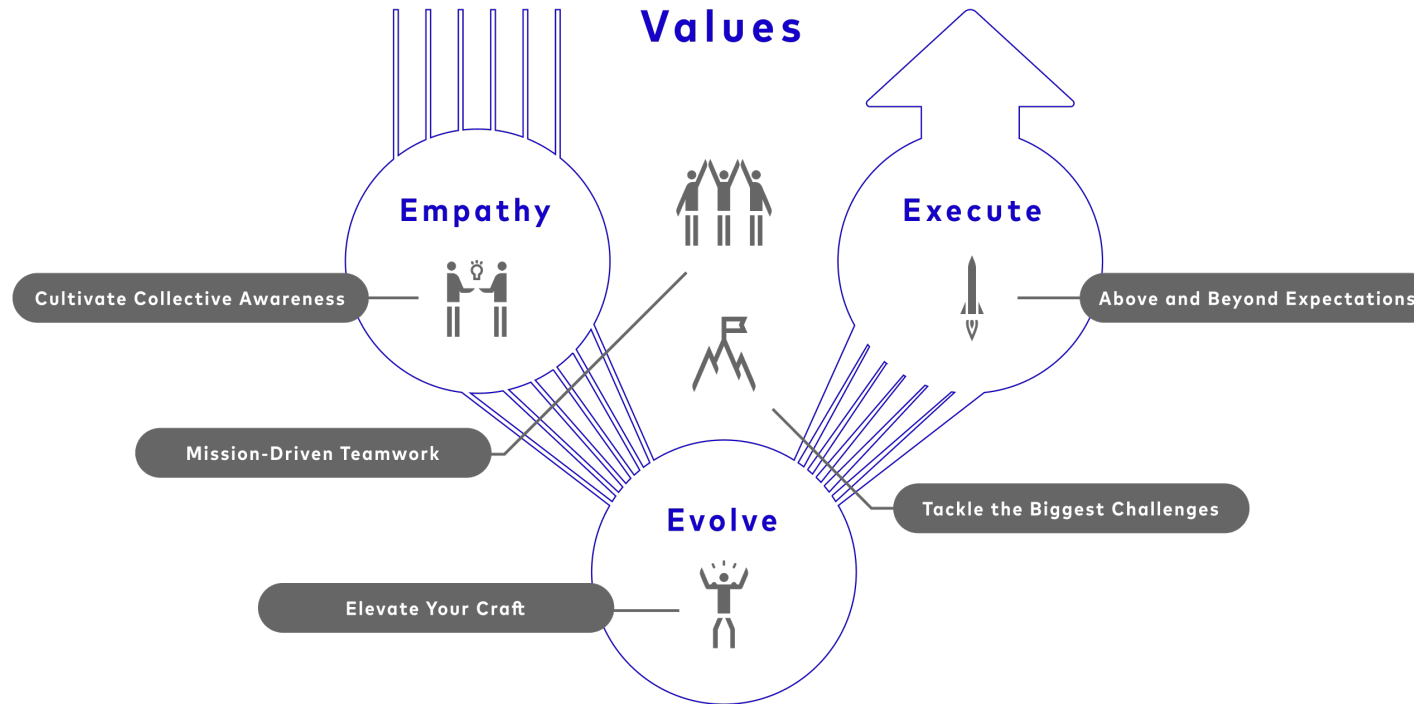 Values
Empathy
Execute
Cultivate Collective Awareness
Above and Beyond Expectations
Mission-Driven Teamwork
Tackle the Biggest Challenges
Evolve
Elevate Your Craft